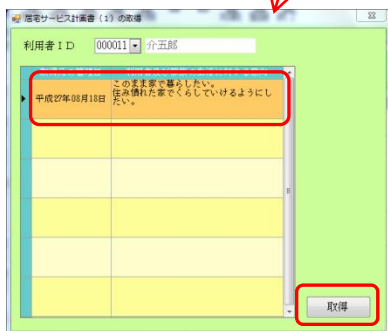 居宅サービス計画書（１）の取得
利用者ＩＤ 000011 介五郎
平成27年08月18日
このまま家で暮らしたい。
住み慣れた家でくらしていけるようにし
たい。
取得